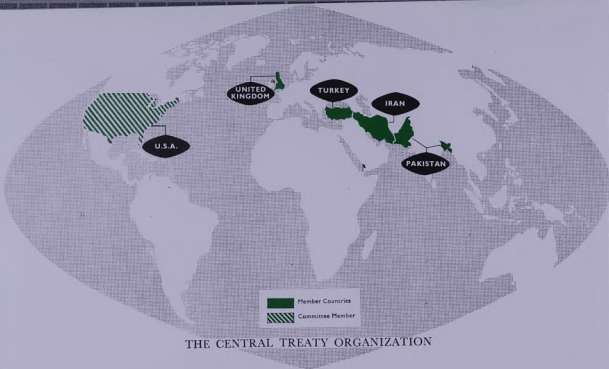 UNITED
KINGDOM
TURKEY
IRAN
U.S.A.
PAKISTAN
Member Countries
Committee Member
THE CENTRAL TREATY ORGANIZATION